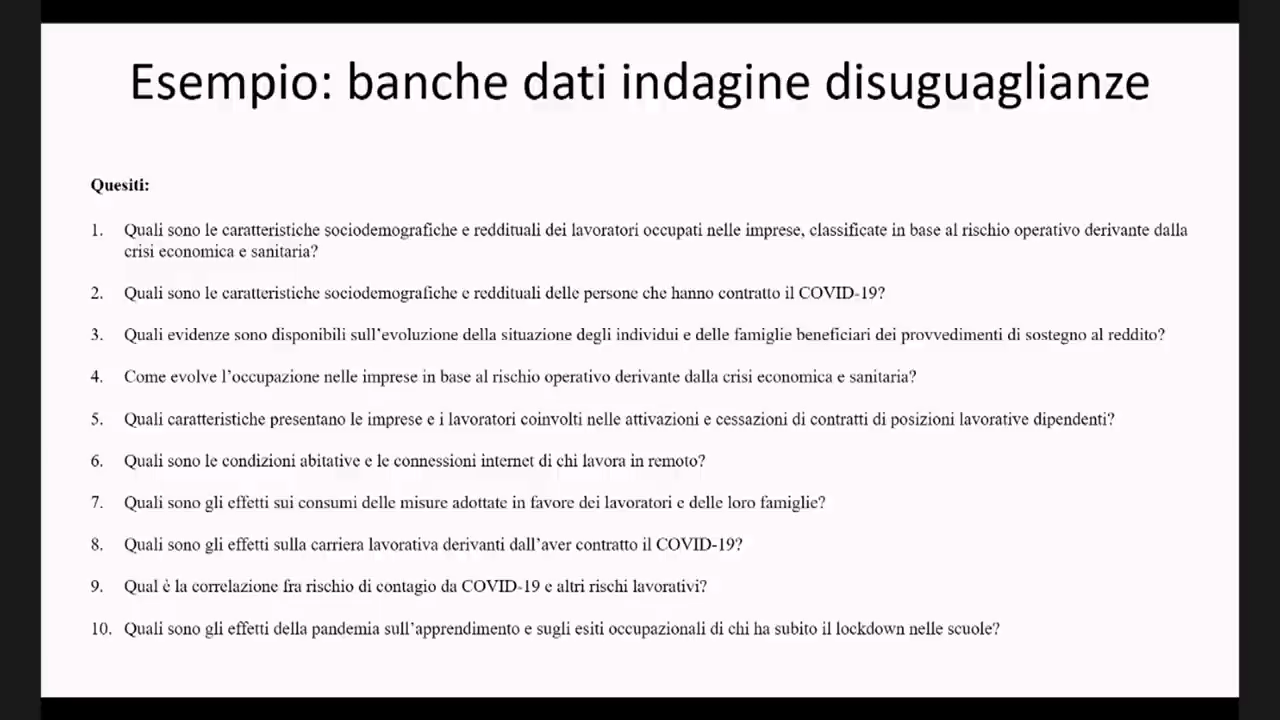 Esempio: banche dati indagine disuguaglianze
Quesiti:
1. Quali sono le caratteristiche sociodemografiche e reddituali dei lavoratori occupati nelle imprese, classificate in base al rischio operativo derivante dalla
crisi economica e sanitaria?
2. Quali sono le caratteristiche sociodemografiche e reddituali delle persone che hanno contratto il COVID-19?
3. Quali evidenze sono disponibili sull’evoluzione della situazione degli individui e delle famiglie beneficiari dei provvedimenti di sostegno al reddito?
4. Come evolve l’occupazione nelle imprese in base al rischio operativo derivante dalla crisi economica e sanitaria?
5. Quali caratteristiche presentano le imprese e i lavoratori coinvolti nelle attivazioni e cessazioni di contratti di posizioni lavorative dipendenti?
6. Quali sono le condizioni abitative e le connessioni internet di chi lavora in remoto?
7. Quali sono gli effetti sui consumi delle misure adottate in favore dei lavoratori e delle loro famiglie?
8. Quali sono gli effetti sulla carriera lavorativa derivanti dall’aver contratto il COVID-19?
9. Qual è la correlazione fra rischio di contagio da COVID-19 e altri rischi lavorativi?
10. Quali sono gli effetti della pandemia sull’apprendimento e sugli esiti occupazionali di chi ha subito il lockdown nelle scuole?